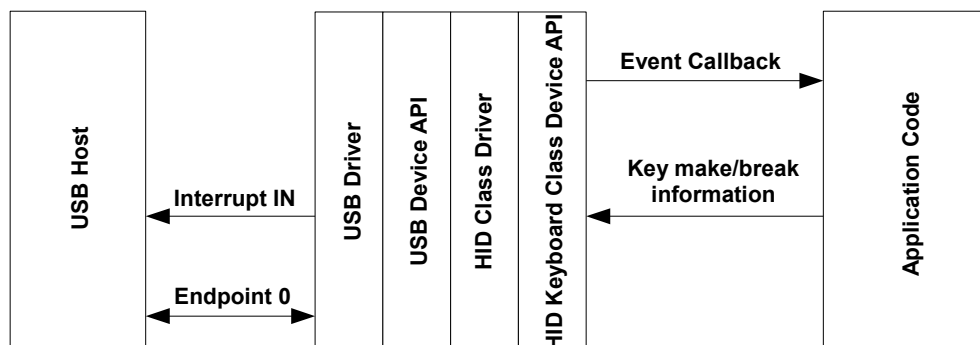 USB Host
Interrupt IN
Endpoint 0
USB Driver
USB Device API
HID Class Driver
HID Keyboard Class Device API
Event Callback
Key make/break
information
Application Code